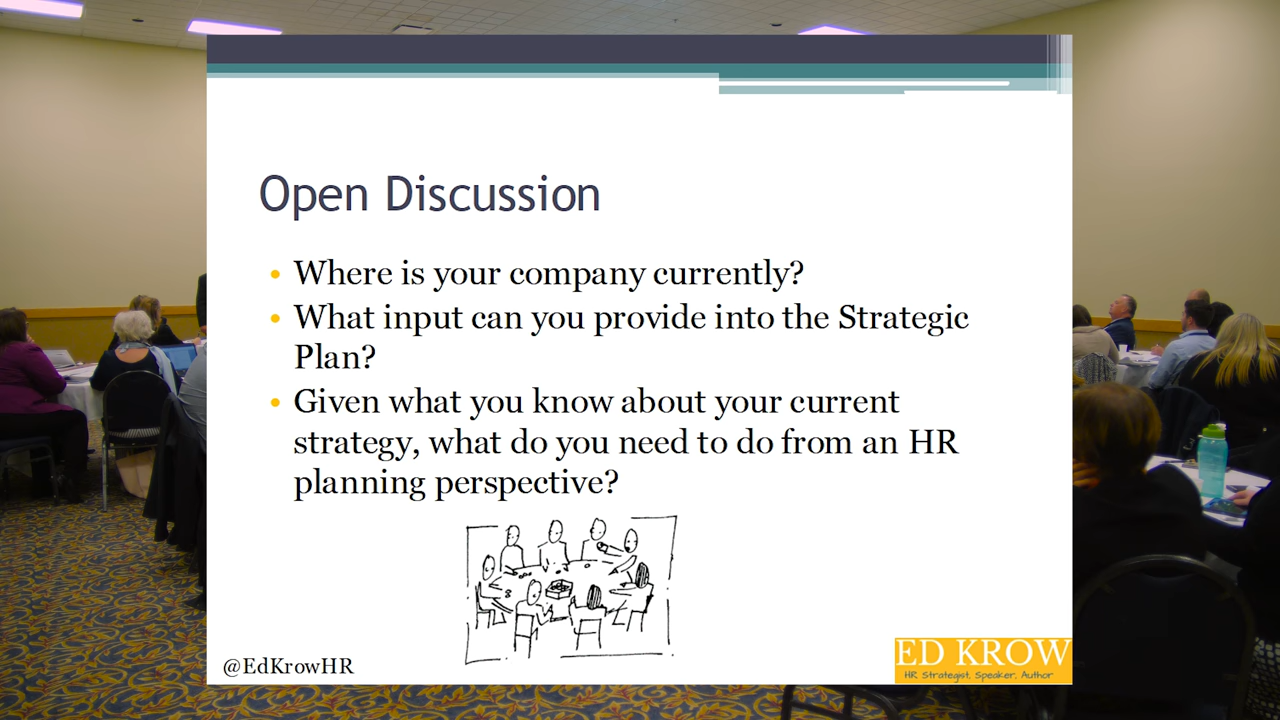 Open Discussion
• Where is your company currently?
• What input can you provide into the Strategic
Plan?
• Given what you know about your current
strategy, what do you need to do from an HR
planning perspective?
@EdKrowHR
ED KROW
HR Strategist, Speaker, Author